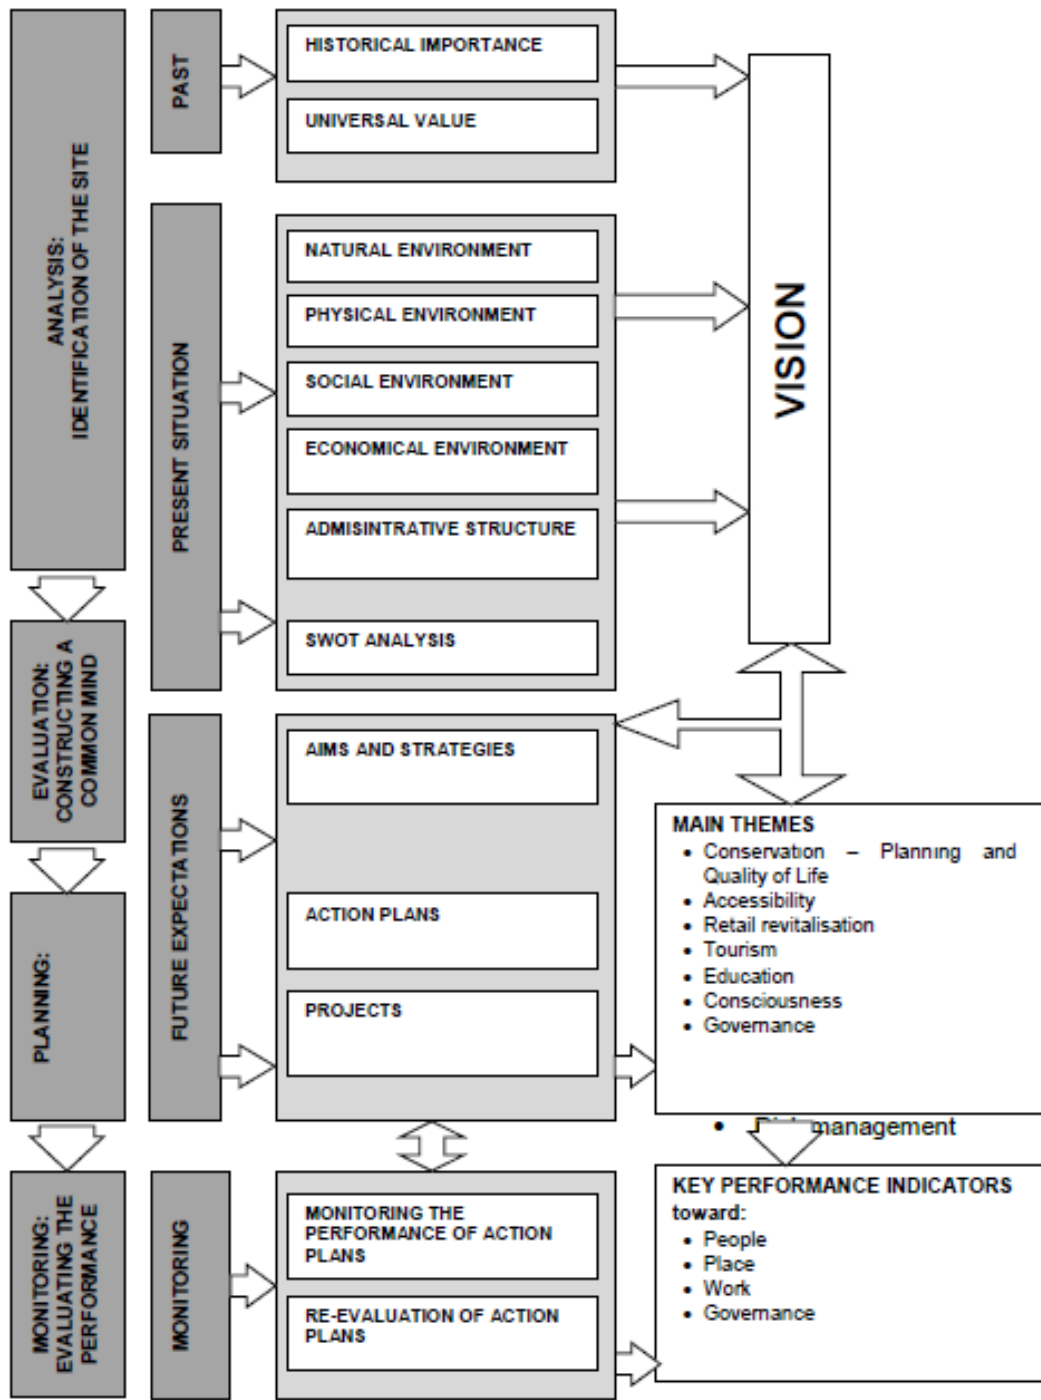 ANALYSIS:
IDENTIFICATION OF THE SITE
EVALUATION:
CONSTRUCTING A
COMMON MIND
PLANNING:
MONITORING:
EVALUATING THE
PERFORMANCE
PAST
PRESENT SITUATION
FUTURE EXPECTATIONS
MONITORING
HISTORICAL IMPORTANCE
UNIVERSAL VALUE
NATURAL ENVIRONMENT
PHYSICAL ENVIRONMENT
SOCIAL ENVIRONMENT
ECONOMICAL ENVIRONMENT
ADMISINTRATIVE STRUCTURE
SWOT ANALYSIS
AIMS AND STRATEGIES
ACTION PLANS
PROJECTS
MONITORING THE
PERFORMANCE OF ACTION
PLANS
RE-EVALUATION OF ACTION
PLANS
VISION
MAIN THEMES
• Conservation – Planning and
Quality of Life
• Accessibility
• Retail revitalisation
• Tourism
• Education
• Consciousness
• Governance
• management
KEY PERFORMANCE INDICATORS
toward:
• People
• Place
• Work
• Governance